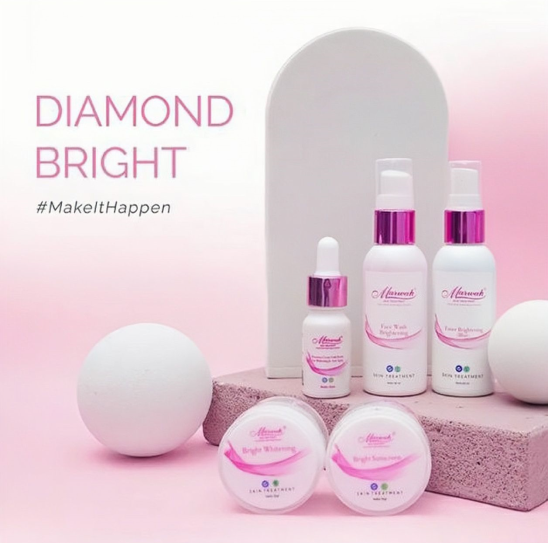 DIAMOND
BRIGHT
#MakeItHappen
Marwah
Marwah
Face Wash
Brightening
SKIN TREATMENT
Marwah
Toner Brightening
SKIN TREATMENT
Marwah
Bright Whitening
SKIN TREATMENT
Marwah
Bright Sunscreen
SKIN TREATMENT